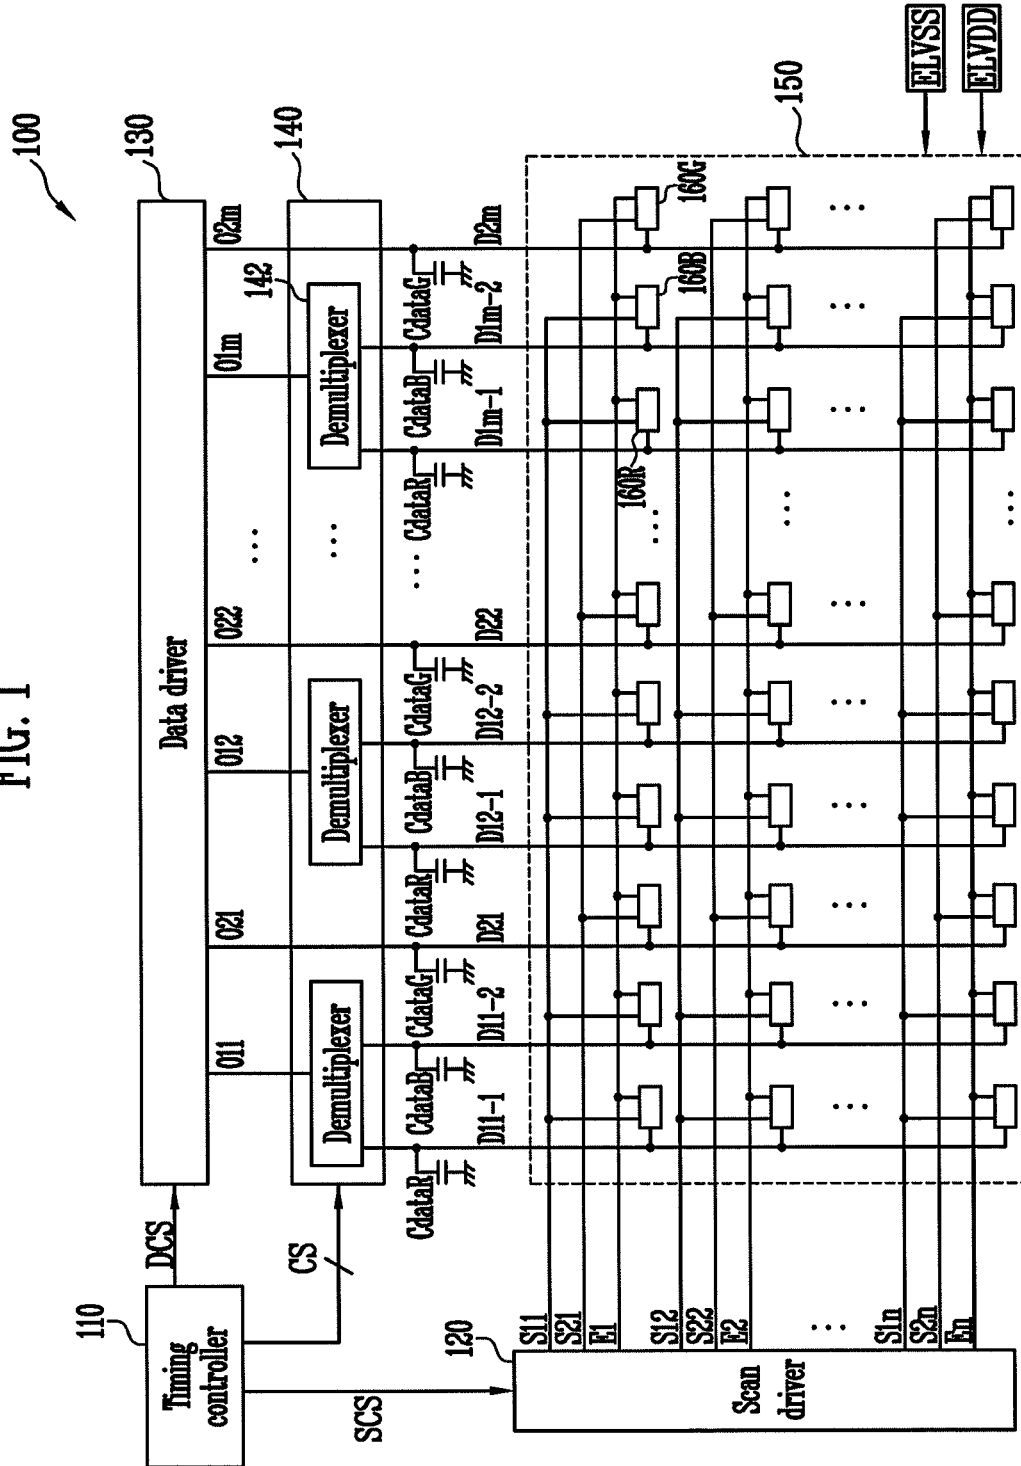 FIG. 1
100
110
Timing
controller
DCS
CS
SCS
130
Data driver
O11
O21
O12
O22
...
O1m
O2m
140
142
Demultiplexer
Demultiplexer
...
Demultiplexer
CdataR
CdataB
CdataG
CdataR
CdataB
CdataG
...
CdataR
CdataB
CdataG
D11-1
D11-2
D21
D12-1
D12-2
D22
D1m-1
D1m-2
D2m
120
Scan
driver
S11
S21
E1
S12
S22
E2
...
S1n
S2n
En
150
160R
160B
160G
ELVSS
ELVDD